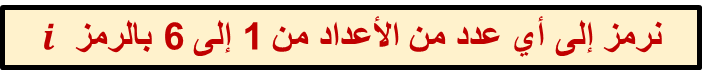 نرمز إلى أي عدد من الأعداد من 1 إلى 6 بالرمز i